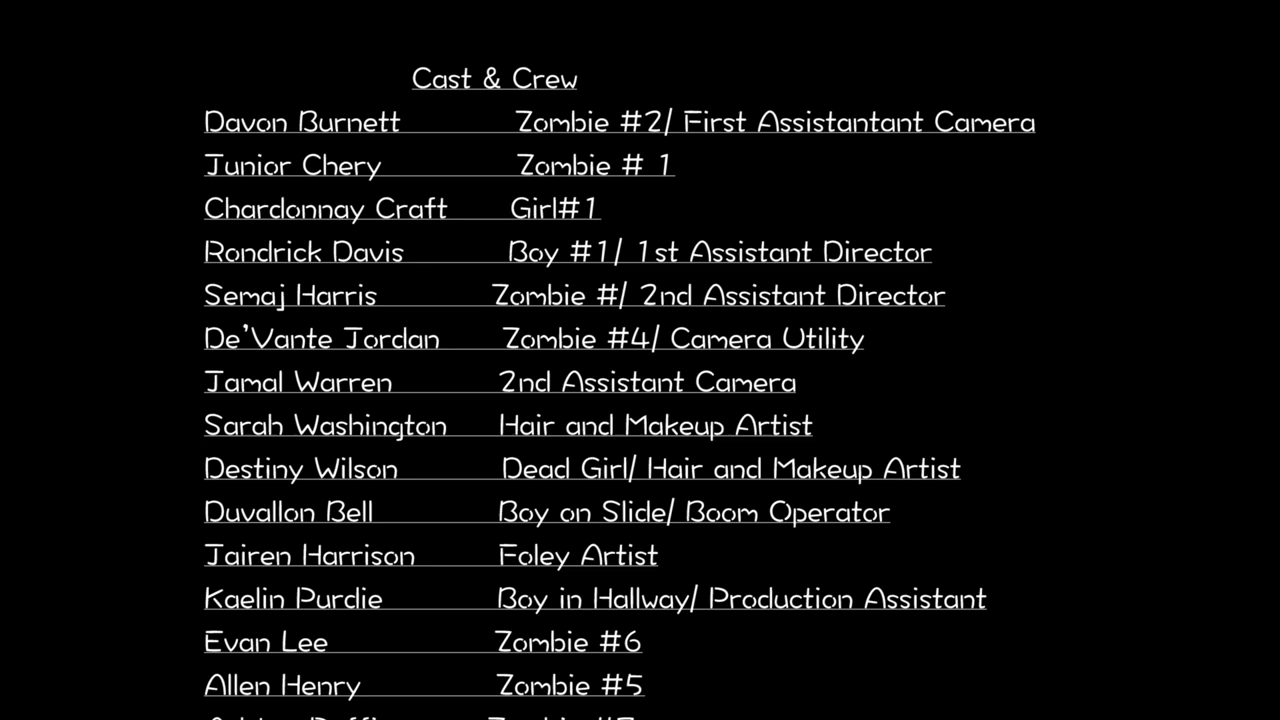 Cast & Crew
Davon Burnett Zombie #2/ First Assistantant Camera
Junior Chery Zombie # 1
Chardonnay Craft Girl#1
Rondrick Davis Boy #1/ 1st Assistant Director
Semaj Harris Zombie #/ 2nd Assistant Director
De'Vante Jordan Zombie #4/ Camera Utility
Jamal Warren 2nd Assistant Camera
Sarah Washington Hair and Makeup Artist
Destiny Wilson Dead Girl/ Hair and Makeup Artist
Duvallon Bell Boy on Slide/ Boom Operator
Jairen Harrison Foley Artist
Kaelin Purdie Boy in Hallway/ Production Assistant
Evan Lee Zombie #6
Allen Henry Zombie #5